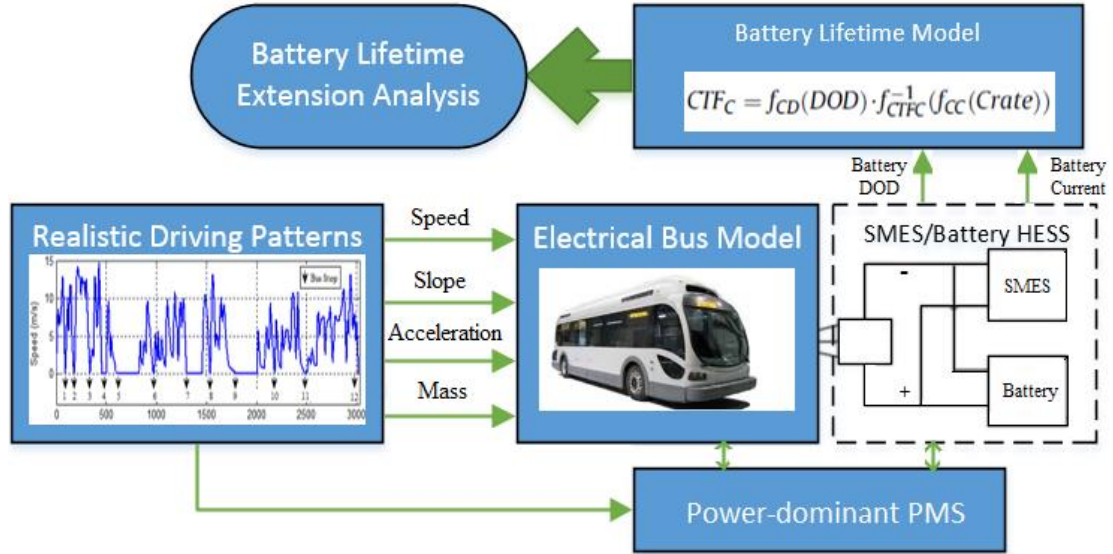 Battery Lifetime
Extension Analysis
Battery Lifetime Model
CTF_C = f_CD(DOD)·f_CTFC^-1(f_CC(Crate))
Battery
DOD
Battery
Current
Realistic Driving Patterns
Speed (m/s)
15
10
5
0
Bus Stop
1 2 3 4 5 6 7 8 9 10 11 12
0 500 1000 1500 2000 2500 3000
Speed
Slope
Acceleration
Mass
Electrical Bus Model
SMES/Battery HESS
-
SMES
+
Battery
Power-dominant PMS